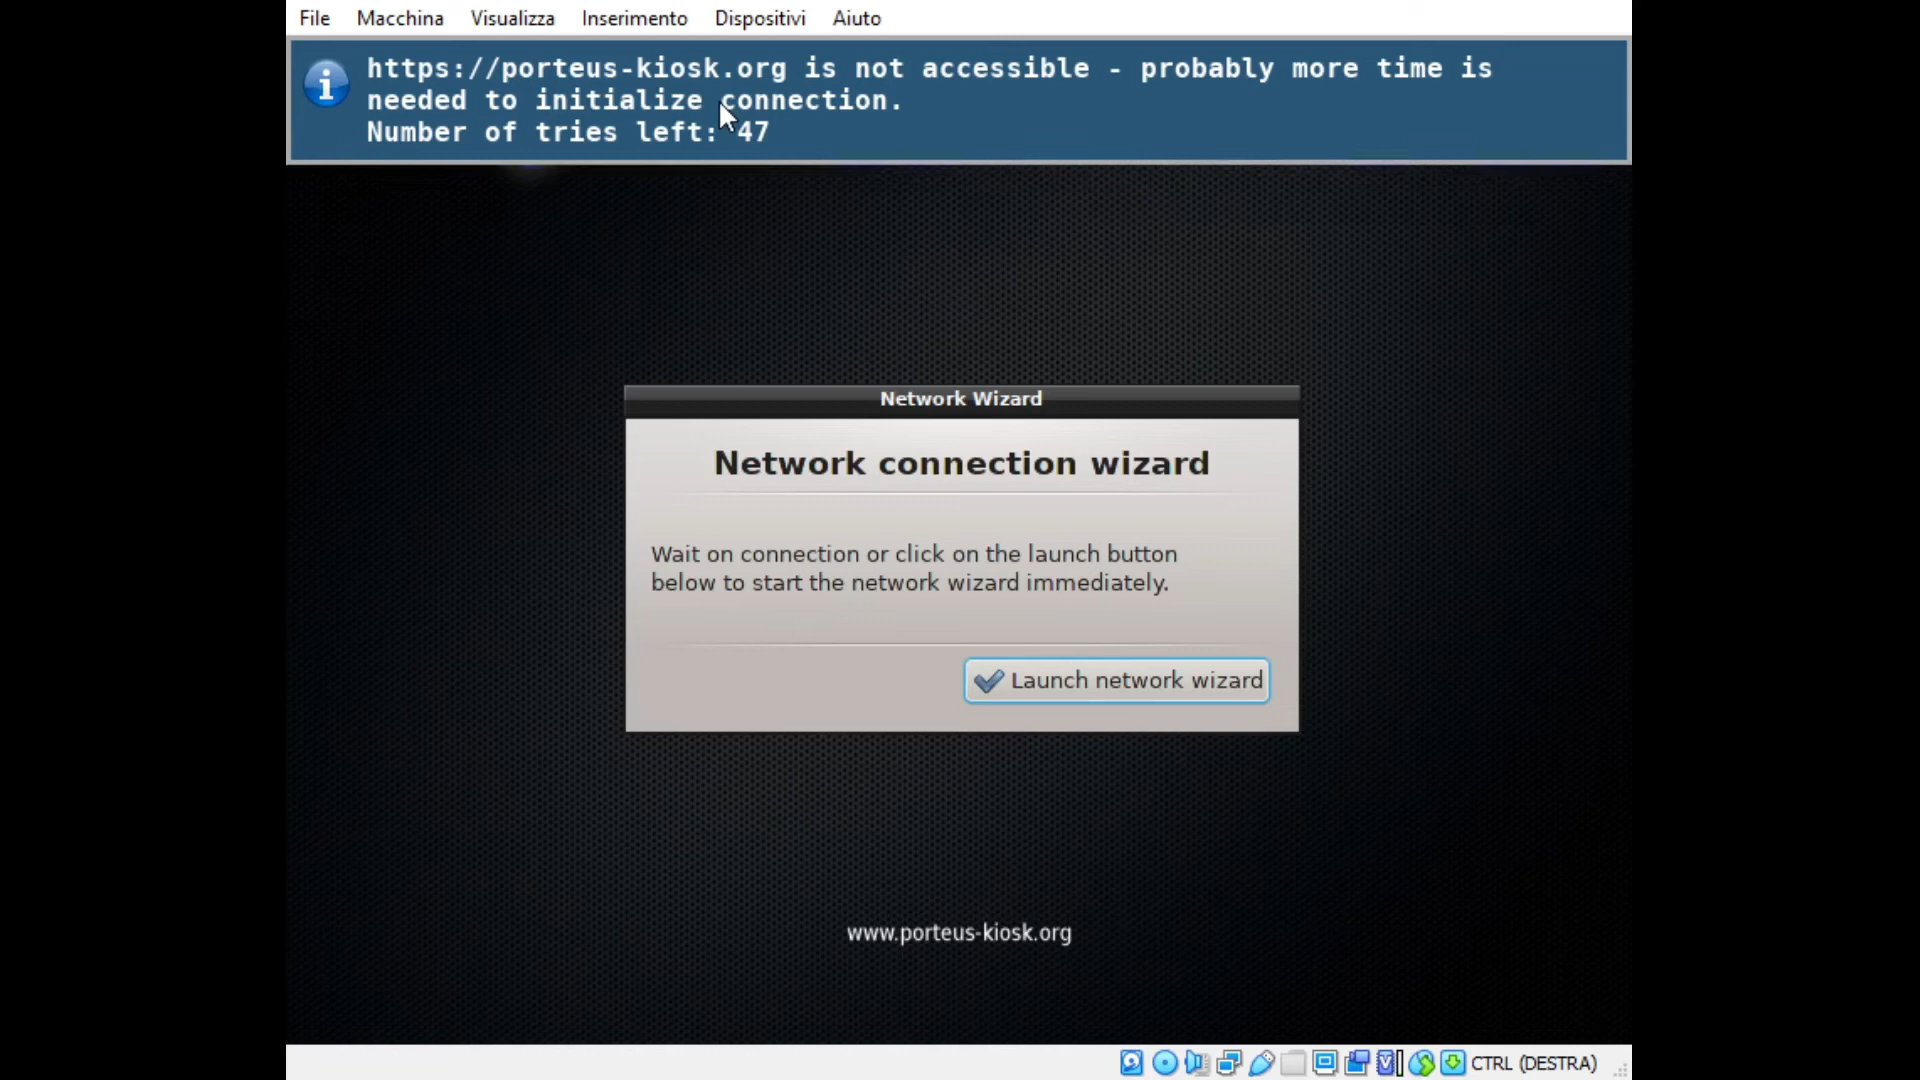 File Macchina Visualizza Inserimento Dispositivi Aiuto
https://porteus-kiosk.org is not accessible - probably more time is
needed to initialize connection.
Number of tries left: 47
Network Wizard
Network connection wizard
Wait on connection or click on the launch button
below to start the network wizard immediately.
Launch network wizard
www.porteus-kiosk.org
CTRL (DESTRA)